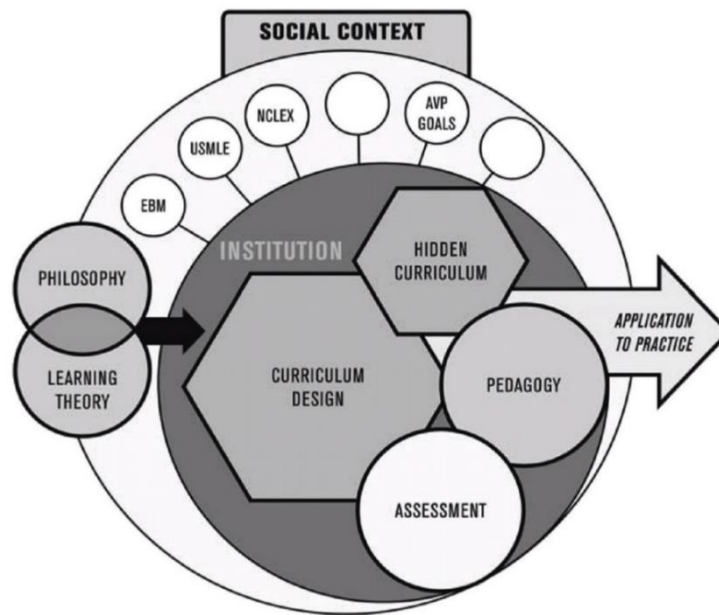 SOCIAL CONTEXT
NCLEX
AVP
GOALS
USMLE
EBM
INSTITUTION
HIDDEN
CURRICULUM
PHILOSOPHY
LEARNING
THEORY
CURRICULUM
DESIGN
PEDAGOGY
APPLICATION
TO PRACTICE
ASSESSMENT